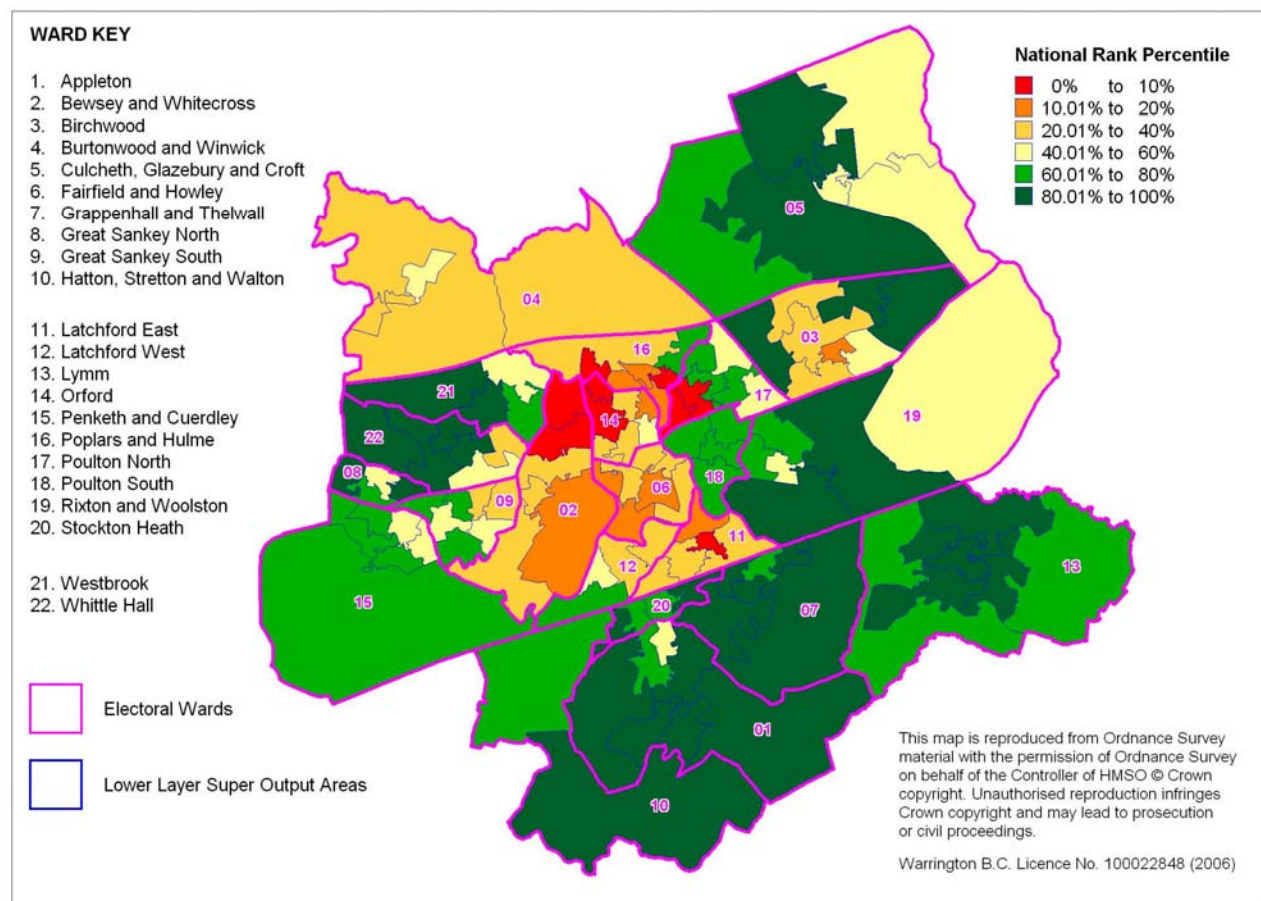 WARD KEY
1. Appleton
2. Bewsey and Whitecross
3. Birchwood
4. Burtonwood and Winwick
5. Culcheth, Glazebury and Croft
6. Fairfield and Howley
7. Grappenhall and Thelwall
8. Great Sankey North
9. Great Sankey South
10. Hatton, Stretton and Walton
11. Latchford East
12. Latchford West
13. Lymm
14. Orford
15. Penketh and Cuerdley
16. Poplars and Hulme
17. Poulton North
18. Poulton South
19. Rixton and Woolston
20. Stockton Heath
21. Westbrook
22. Whittle Hall
Electoral Wards
Lower Layer Super Output Areas
National Rank Percentile
0% to 10%
10.01% to 20%
20.01% to 40%
40.01% to 60%
60.01% to 80%
80.01% to 100%
05
04
03
16
21
17
14
19
22
08
18
09
06
02
11
12
13
15
20
07
01
10
This map is reproduced from Ordnance Survey
material with the permission of Ordnance Survey
on behalf of the Controller of HMSO © Crown
copyright. Unauthorised reproduction infringes
Crown copyright and may lead to prosecution
or civil proceedings.
Warrington B.C. Licence No. 100022848 (2006)